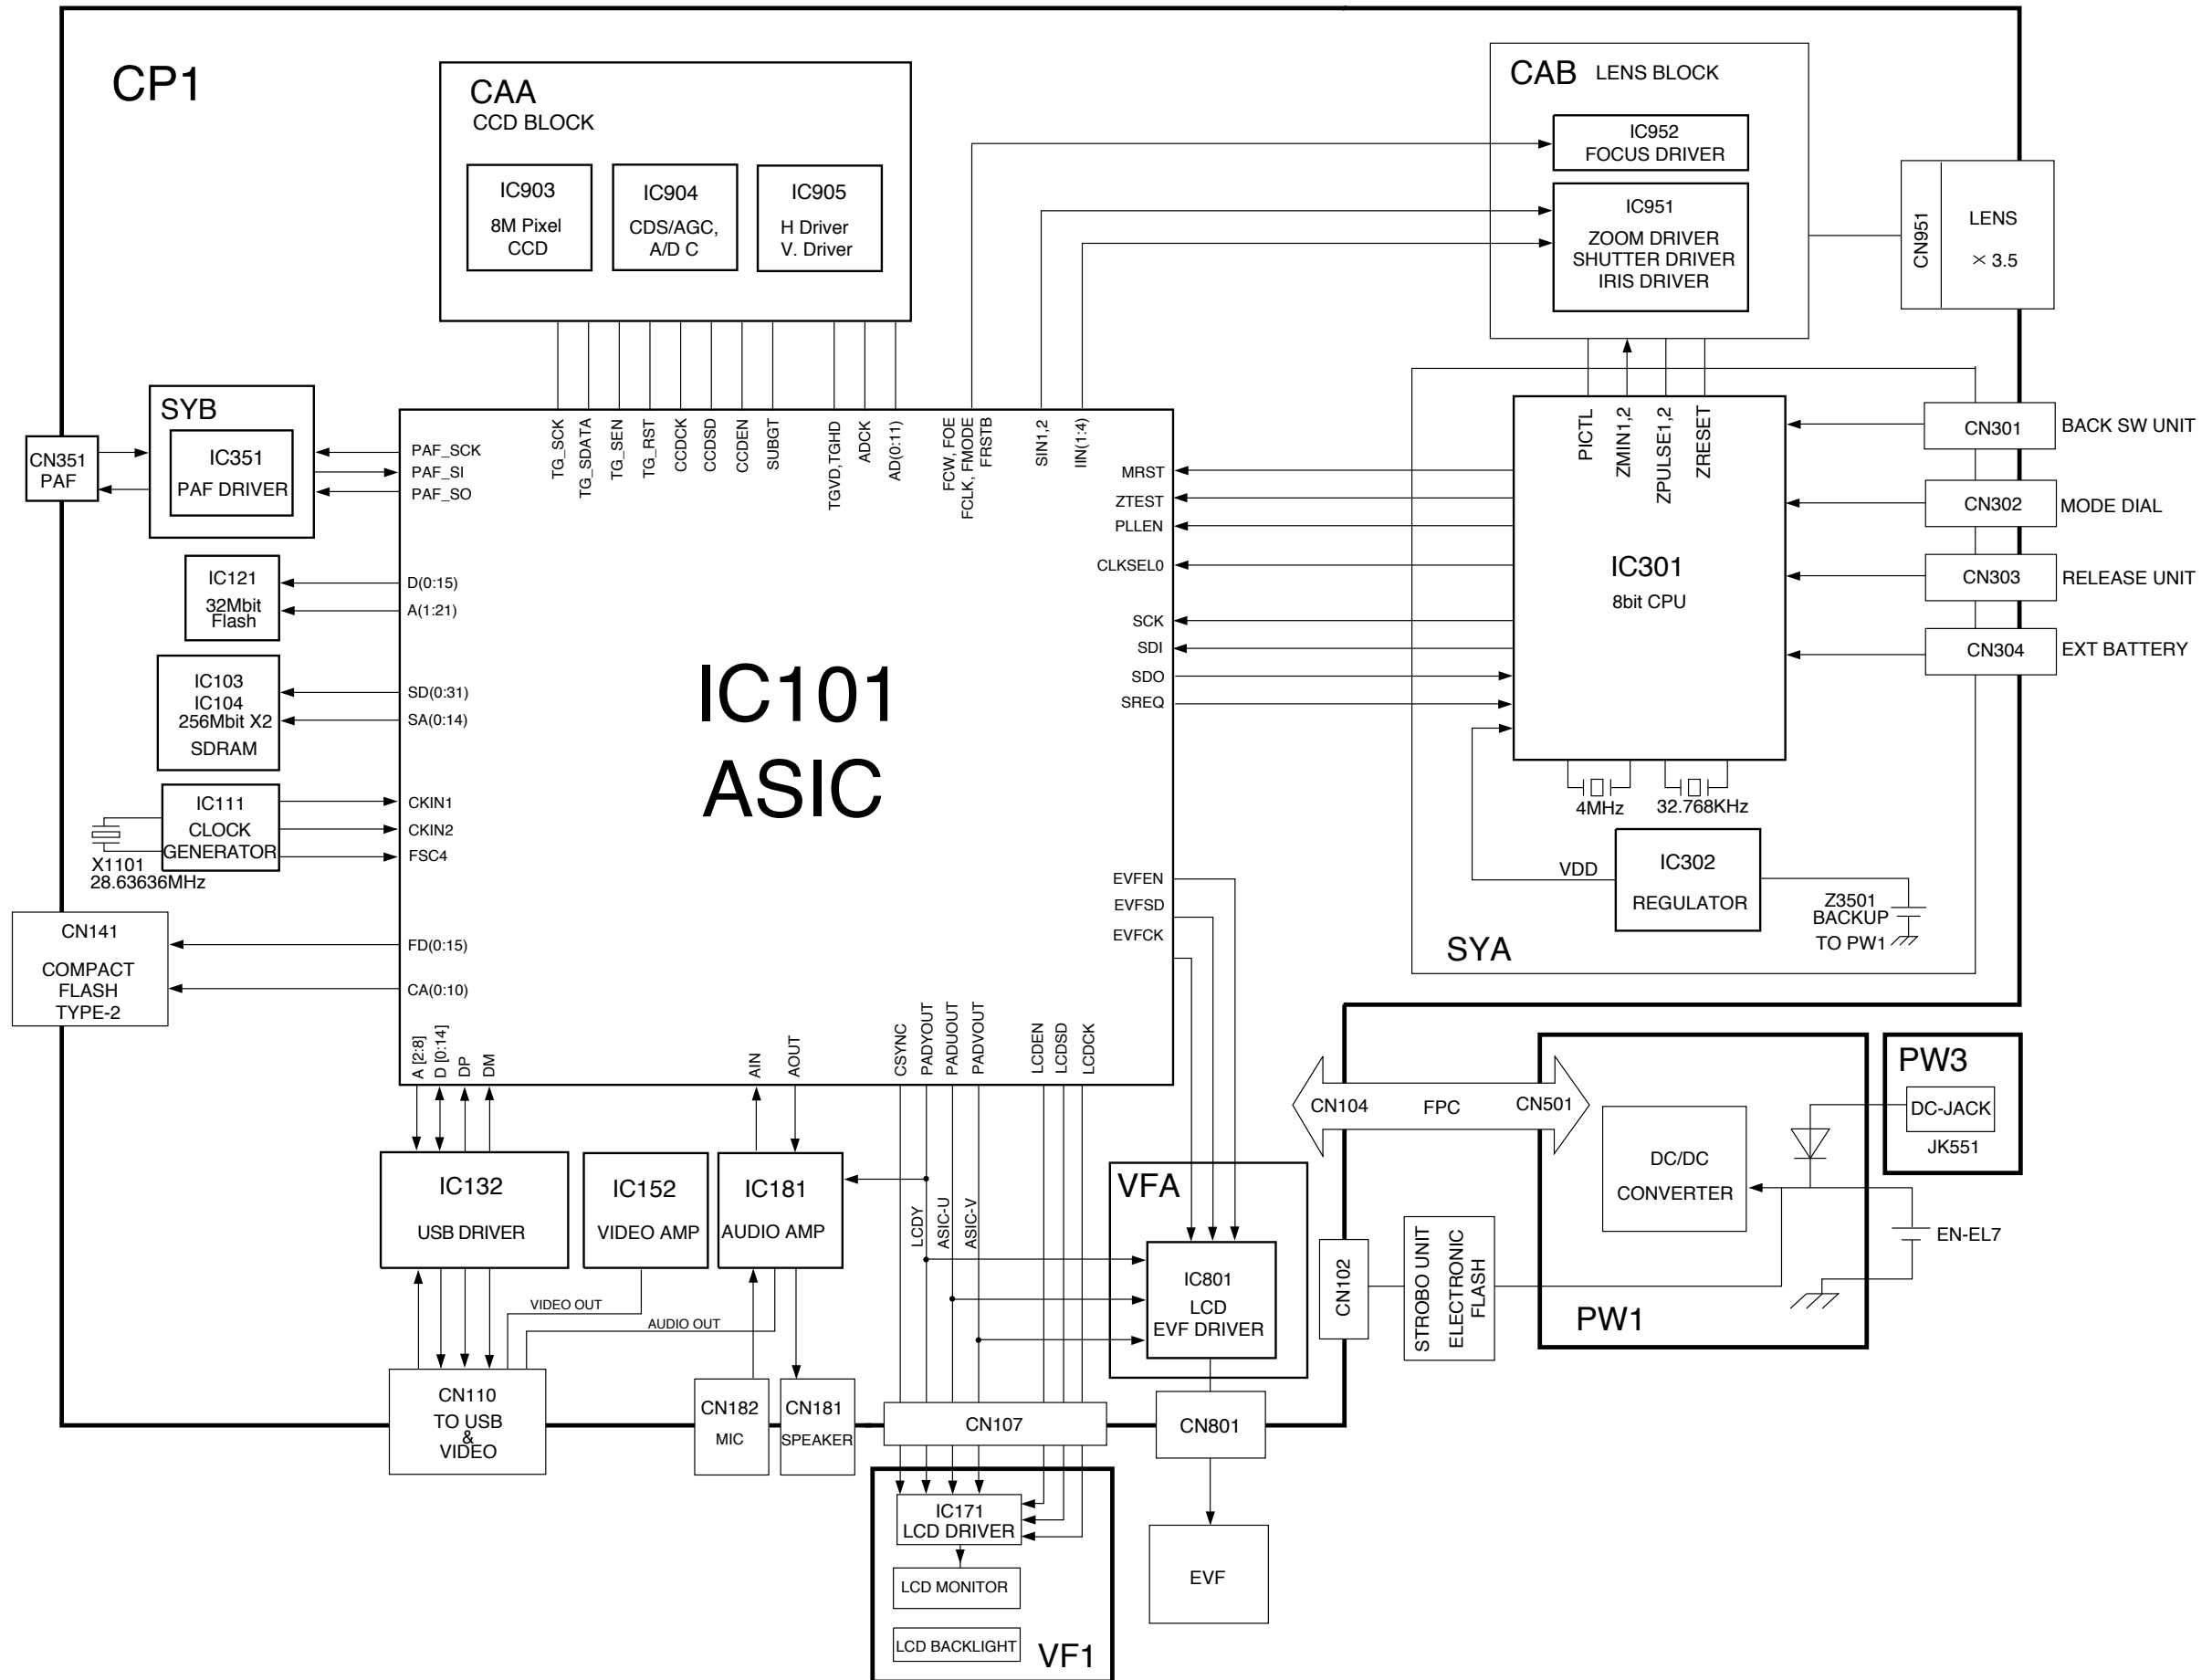 CP1
CAA
CCD BLOCK
IC903
8M Pixel
CCD
IC904
CDS/AGC,
A/D C
IC905
H Driver
V. Driver
CAB LENS BLOCK
IC952
FOCUS DRIVER
IC951
ZOOM DRIVER
SHUTTER DRIVER
IRIS DRIVER
CN951
LENS
× 3.5
SYB
IC351
PAF DRIVER
CN351
PAF
PAF_SCK
PAF_SI
PAF_SO
TG_SCK
TG_SDATA
TG_SEN
TG_RST
CCDCK
CCDSD
CCDEN
SUBGT
TGVD,TGHD
ADCK
AD(0:11)
FCW, FOE
FCLK, FMODE
FRSTB
SIN1,2
IIN(1:4)
MRST
ZTEST
PLLEN
CLKSEL0
SCK
SDI
SDO
SREQ
PICTL
ZMIN1,2
ZPULSE1,2
ZRESET
IC301
8bit CPU
4MHz
32.768KHz
CN301
BACK SW UNIT
CN302
MODE DIAL
CN303
RELEASE UNIT
CN304
EXT BATTERY
IC121
32Mbit
Flash
D(0:15)
A(1:21)
IC103
IC104
256Mbit X2
SDRAM
SD(0:31)
SA(0:14)
IC101
ASIC
IC111
CLOCK
GENERATOR
X1101
28.63636MHz
CKIN1
CKIN2
FSC4
VDD
IC302
REGULATOR
Z3501
BACKUP
TO PW1
SYA
CN141
COMPACT
FLASH
TYPE-2
FD(0:15)
CA(0:10)
EVFEN
EVFSD
EVFCK
A [2:8]
D [0:14]
DP
DM
AIN
AOUT
CSYNC
PADYOUT
PADUOUT
PADVOUT
LCDEN
LCDSD
LCDCK
IC132
USB DRIVER
IC152
VIDEO AMP
IC181
AUDIO AMP
LCDY
ASIC-U
ASIC-V
VIDEO OUT
AUDIO OUT
VFA
IC801
LCD
EVF DRIVER
CN104
FPC
CN501
CN102
STROBO UNIT
ELECTRONIC
FLASH
DC/DC
CONVERTER
PW1
PW3
DC-JACK
JK551
EN-EL7
CN110
TO USB
&
VIDEO
CN182
MIC
CN181
SPEAKER
CN107
CN801
IC171
LCD DRIVER
LCD MONITOR
LCD BACKLIGHT
VF1
EVF